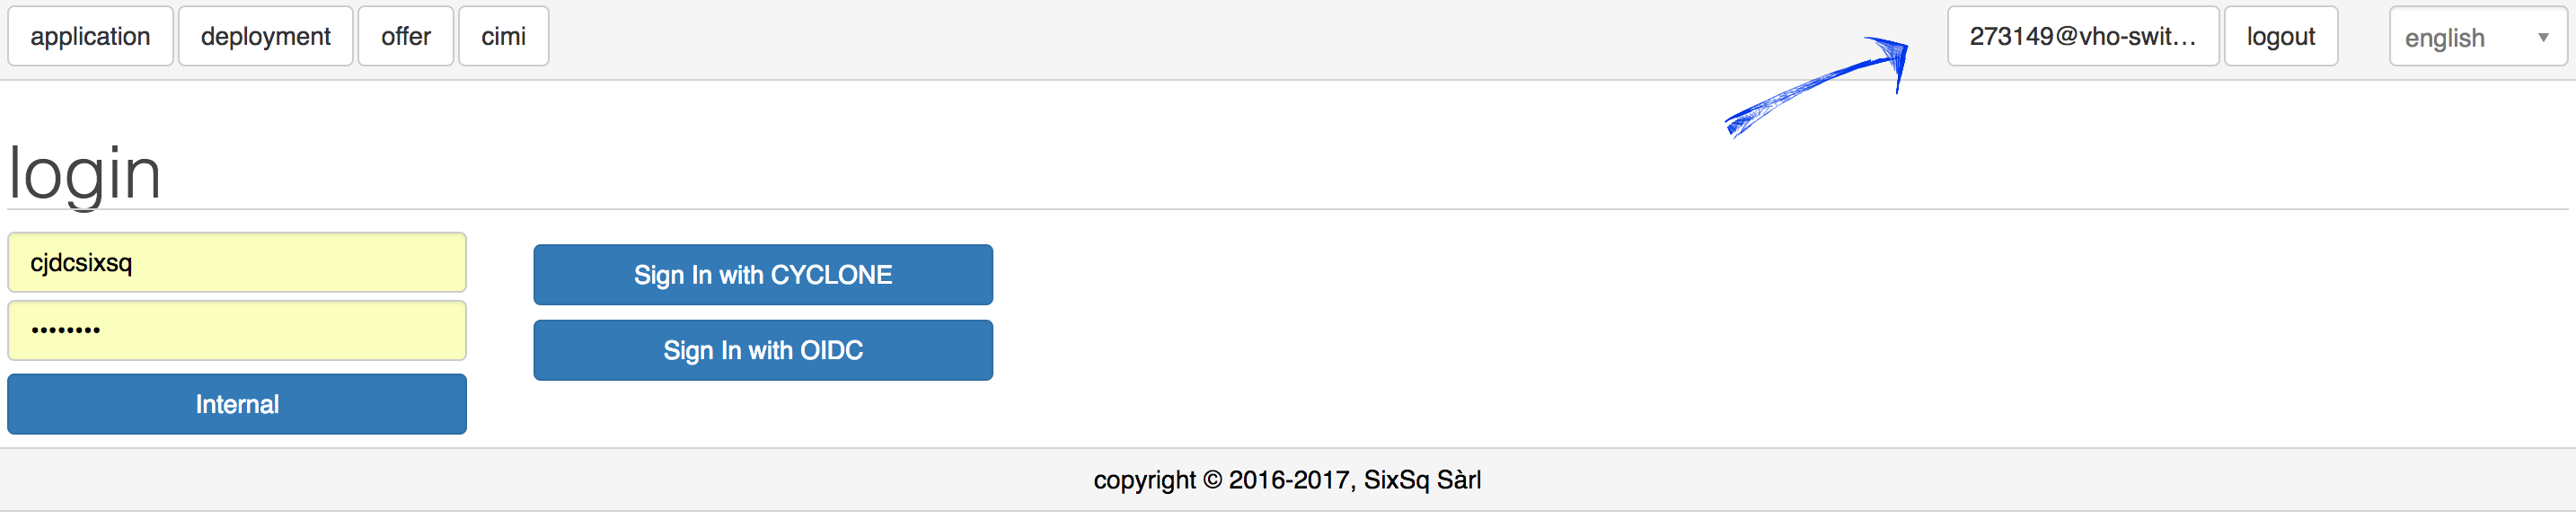 application deployment offer cimi 273149@vho-swit... logout english
login
cjdcsixsq
Sign In with CYCLONE
••••••••
Sign In with OIDC
Internal
copyright © 2016-2017, SixSq Sàrl